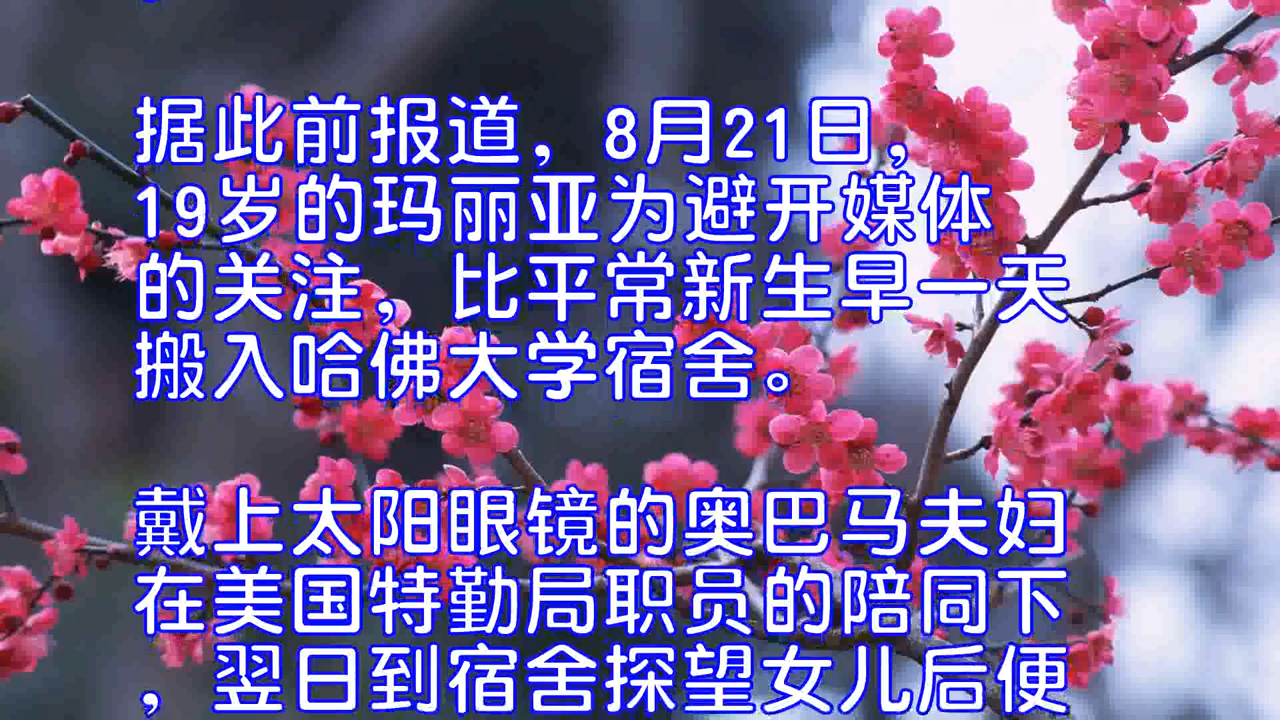 据此前报道，8月21日，
19岁的玛丽亚为避开媒体
的关注，比平常新生早一天
搬入哈佛大学宿舍。
戴上太阳眼镜的奥巴马夫妇
在美国特勤局职员的陪同下
，翌日到宿舍探望女儿后便